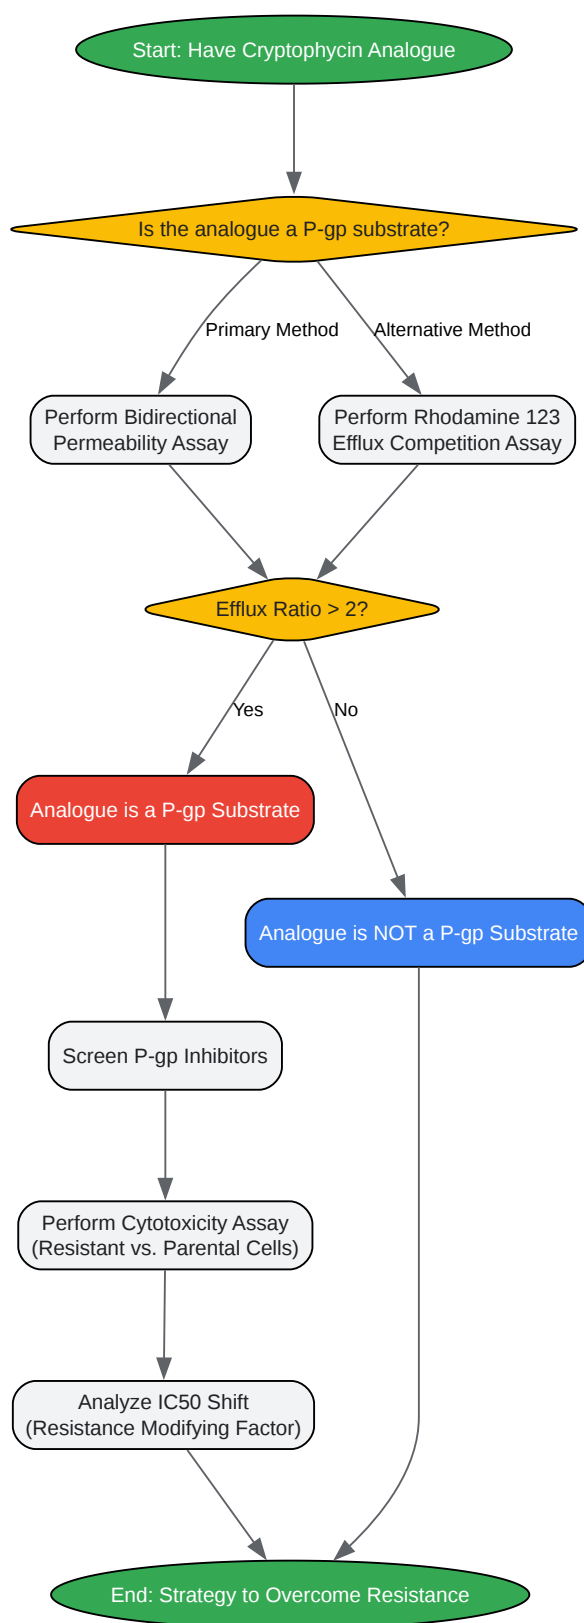 Start: Have Cryptophycin Analogue
Is the analogue a P-gp substrate?
Primary Method
Alternative Method
Perform Bidirectional
Permeability Assay
Perform Rhodamine 123
Efflux Competition Assay
Efflux Ratio > 2?
Yes
No
Analogue is a P-gp Substrate
Analogue is NOT a P-gp Substrate
Screen P-gp Inhibitors
Perform Cytotoxicity Assay
(Resistant vs. Parental Cells)
Analyze IC50 Shift
(Resistance Modifying Factor)
End: Strategy to Overcome Resistance